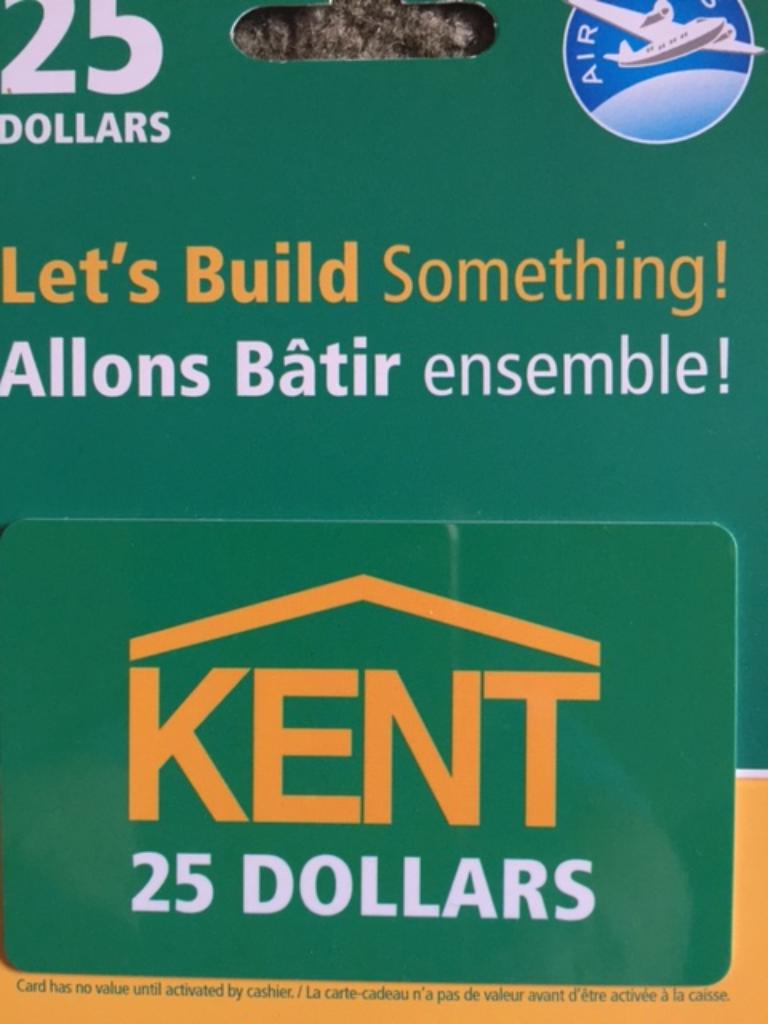 25
DOLLARS
AIR
Let's Build Something!
Allons Bâtir ensemble!
KENT
25 DOLLARS
Card has no value until activated by cashier. / La carte-cadeau n'a pas de valeur avant d'être activée à la caisse.